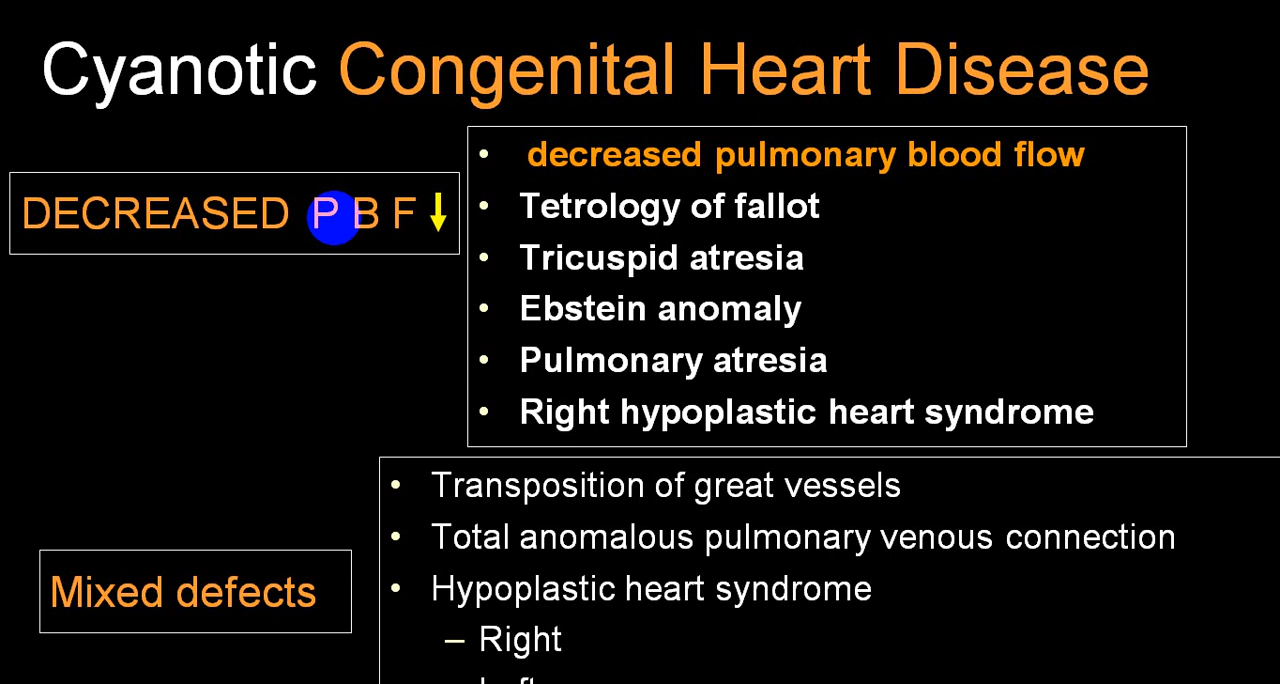 Cyanotic Congenital Heart Disease
DECREASED P B F
• decreased pulmonary blood flow
• Tetrology of fallot
• Tricuspid atresia
• Ebstein anomaly
• Pulmonary atresia
• Right hypoplastic heart syndrome
Mixed defects
• Transposition of great vessels
• Total anomalous pulmonary venous connection
• Hypoplastic heart syndrome
– Right